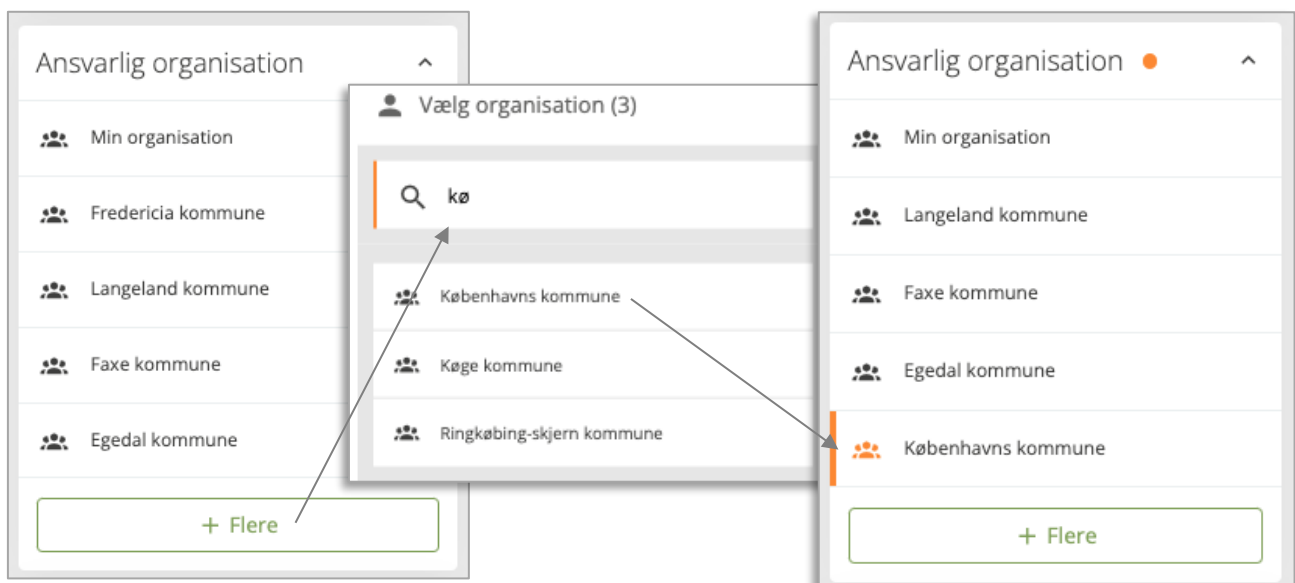 Ansvarlig organisation
Min organisation
Fredericia kommune
Langeland kommune
Faxe kommune
Egedal kommune
+ Flere
Vælg organisation (3)
kø
Københavns kommune
Køge kommune
Ringkøbing-skjern kommune
Ansvarlig organisation
Min organisation
Langeland kommune
Faxe kommune
Egedal kommune
Københavns kommune
+ Flere